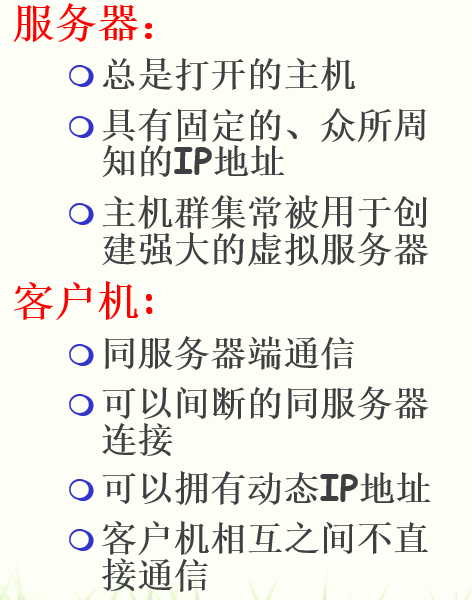 服务器:
总是打开的主机
具有固定的、众所周
知的IP地址
主机群集常被用于创
建强大的虚拟服务器
客户机:
同服务器端通信
可以间断的同服务器
连接
可以拥有动态IP地址
客户机相互之间不直
接通信